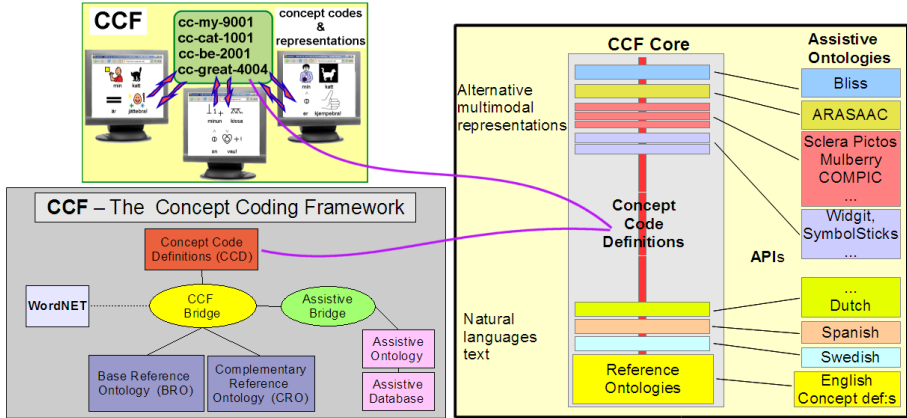 CCF
concept codes
&
representations
cc-my-9001
cc-cat-1001
cc-be-2001
cc-great-4004
min
katt
är
jättebra!
minun
kissa
on
min
katt
er
kjempebra!
CCF – The Concept Coding Framework
Concept Code
Definitions (CCD)
WordNET
CCF
Bridge
Assistive
Bridge
Base Reference
Ontology (BRO)
Complementary
Reference
Ontology (CRO)
Assistive
Ontology
Assistive
Database
CCF Core
Assistive
Ontologies
Alternative
multimodal
representations
Bliss
ARASAAC
Sclera Pictos
Mulberry
COMPIC
...
Widgit,
SymbolSticks
...
Concept
Code
Definitions
APIs
Natural
languages
text
...
Dutch
Spanish
Swedish
Reference
Ontologies
English
Concept def:s